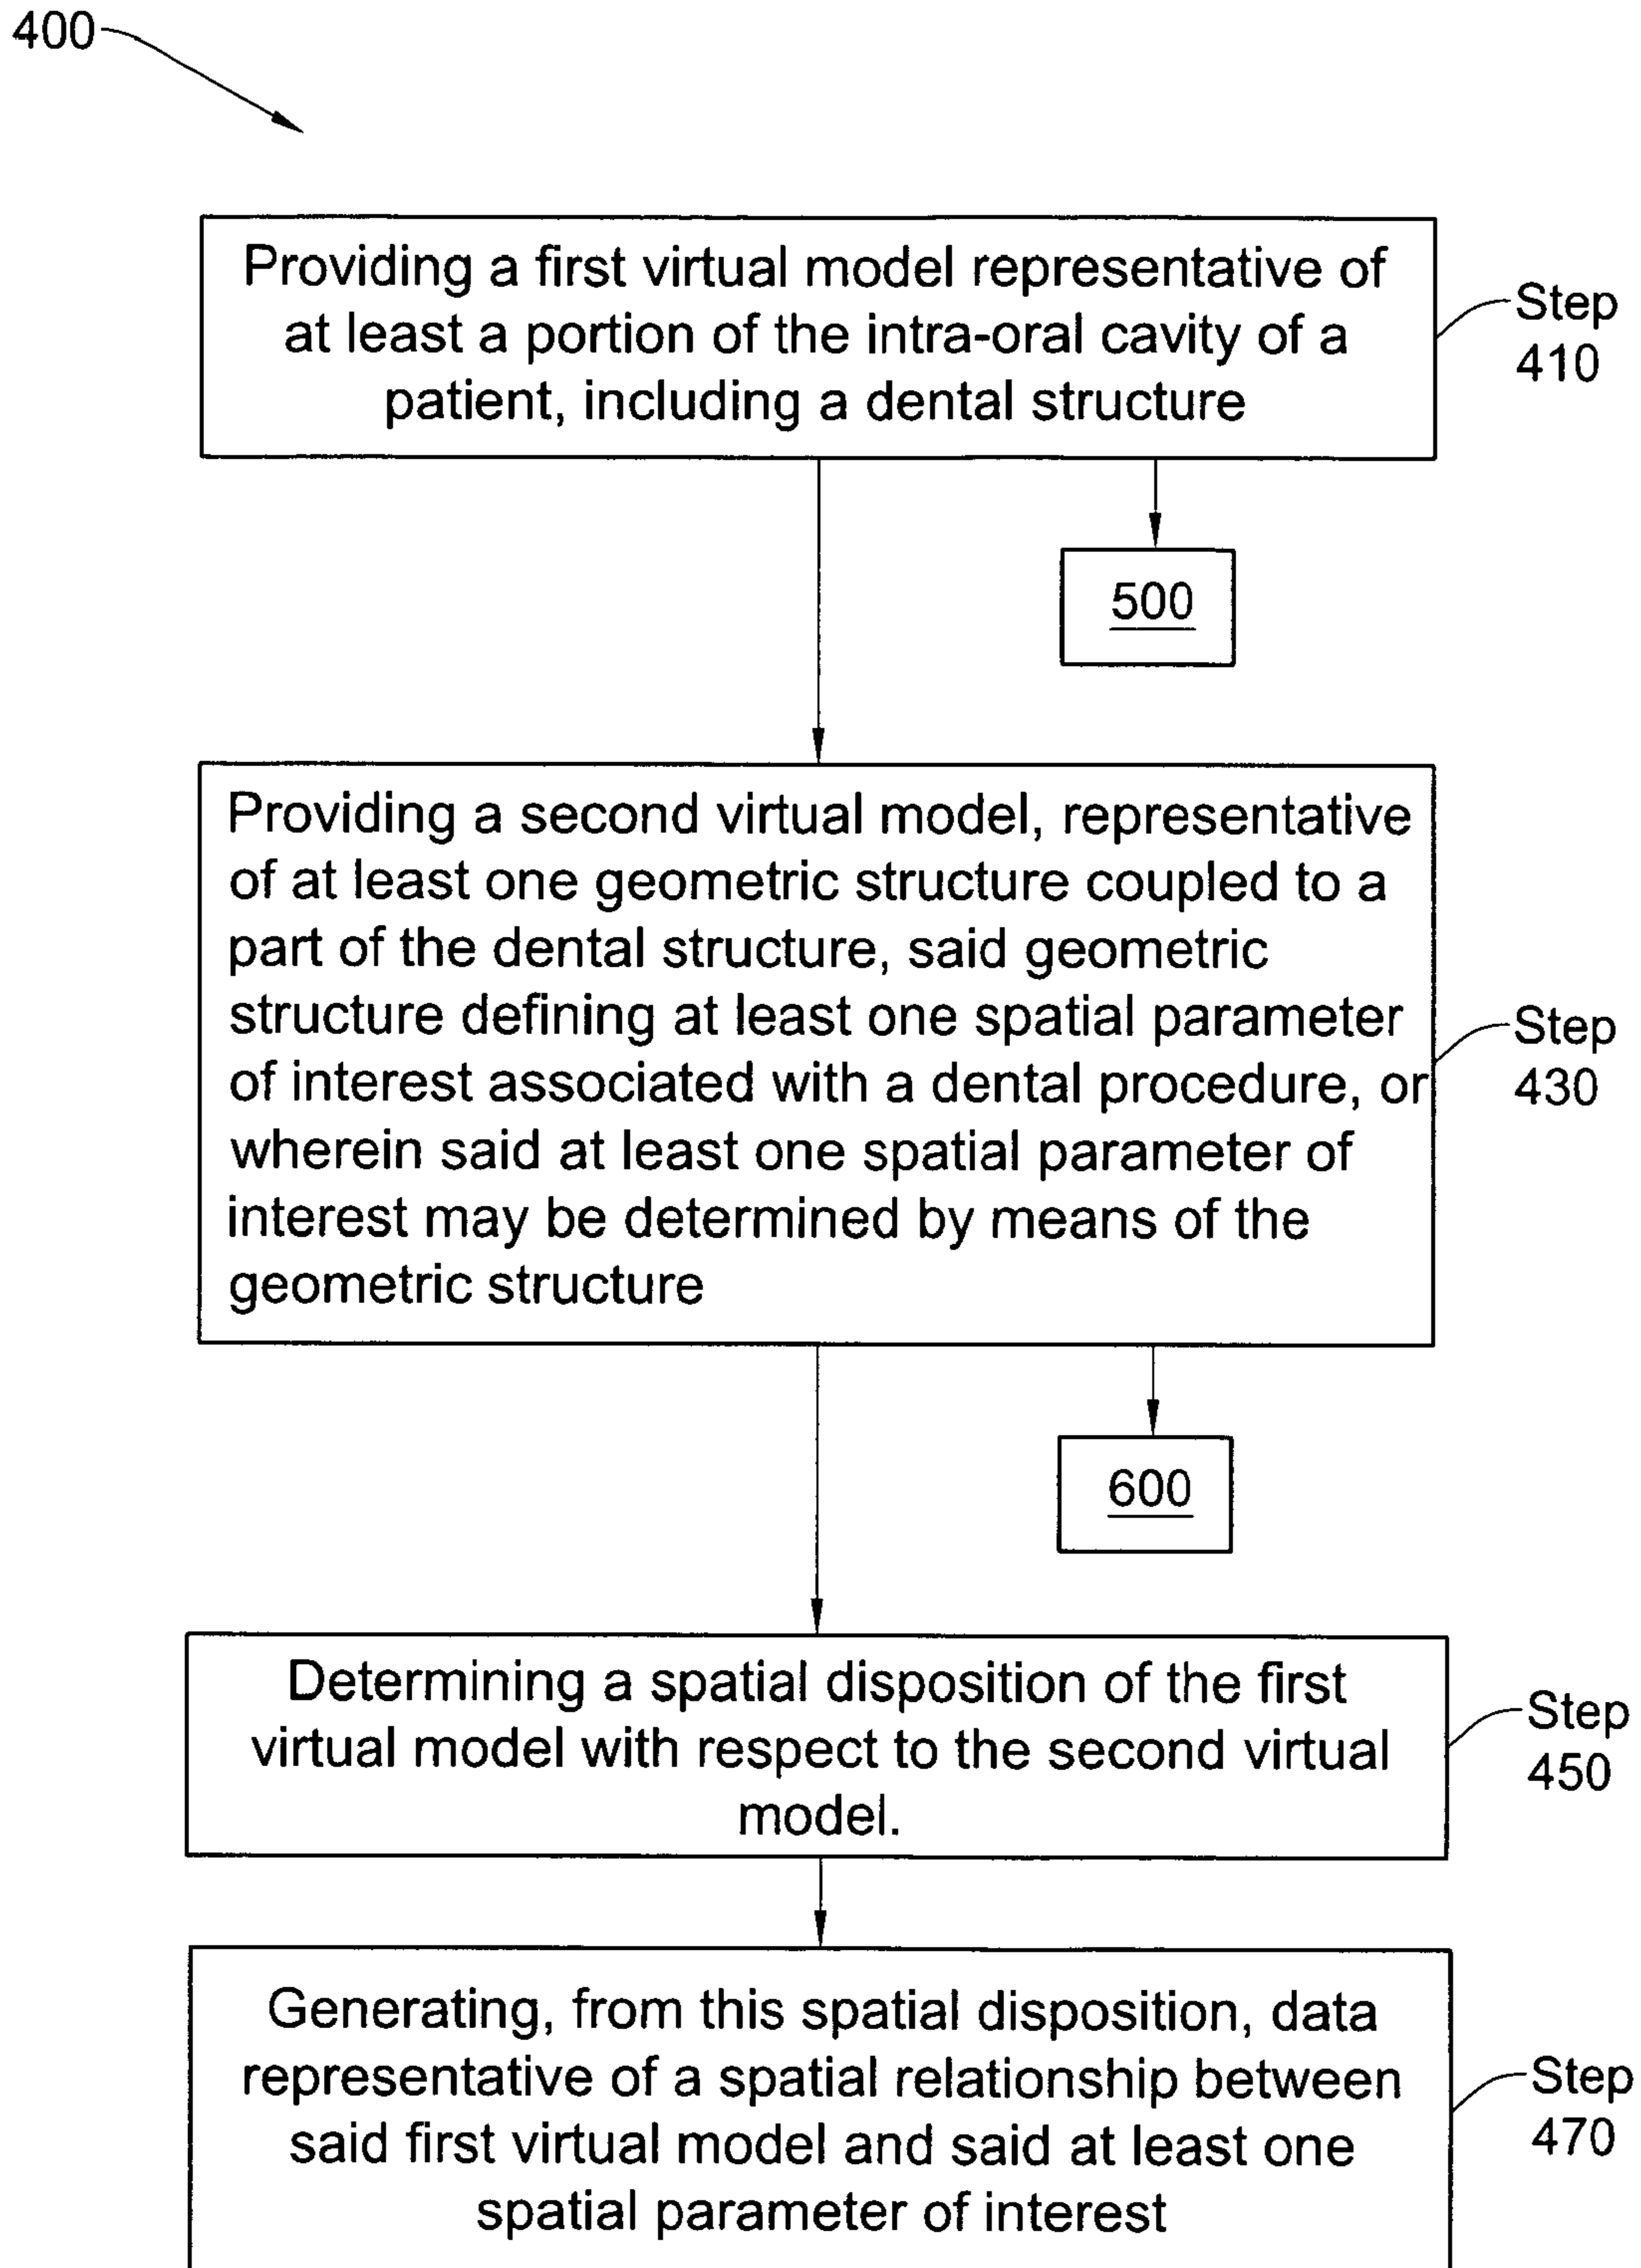 400
Providing a first virtual model representative of
at least a portion of the intra-oral cavity of a
patient, including a dental structure
Step
410
500
Providing a second virtual model, representative
of at least one geometric structure coupled to a
part of the dental structure, said geometric
structure defining at least one spatial parameter
of interest associated with a dental procedure, or
wherein said at least one spatial parameter of
interest may be determined by means of the
geometric structure
Step
430
600
Determining a spatial disposition of the first
virtual model with respect to the second virtual
model.
Step
450
Generating, from this spatial disposition, data
representative of a spatial relationship between
said first virtual model and said at least one
spatial parameter of interest
Step
470